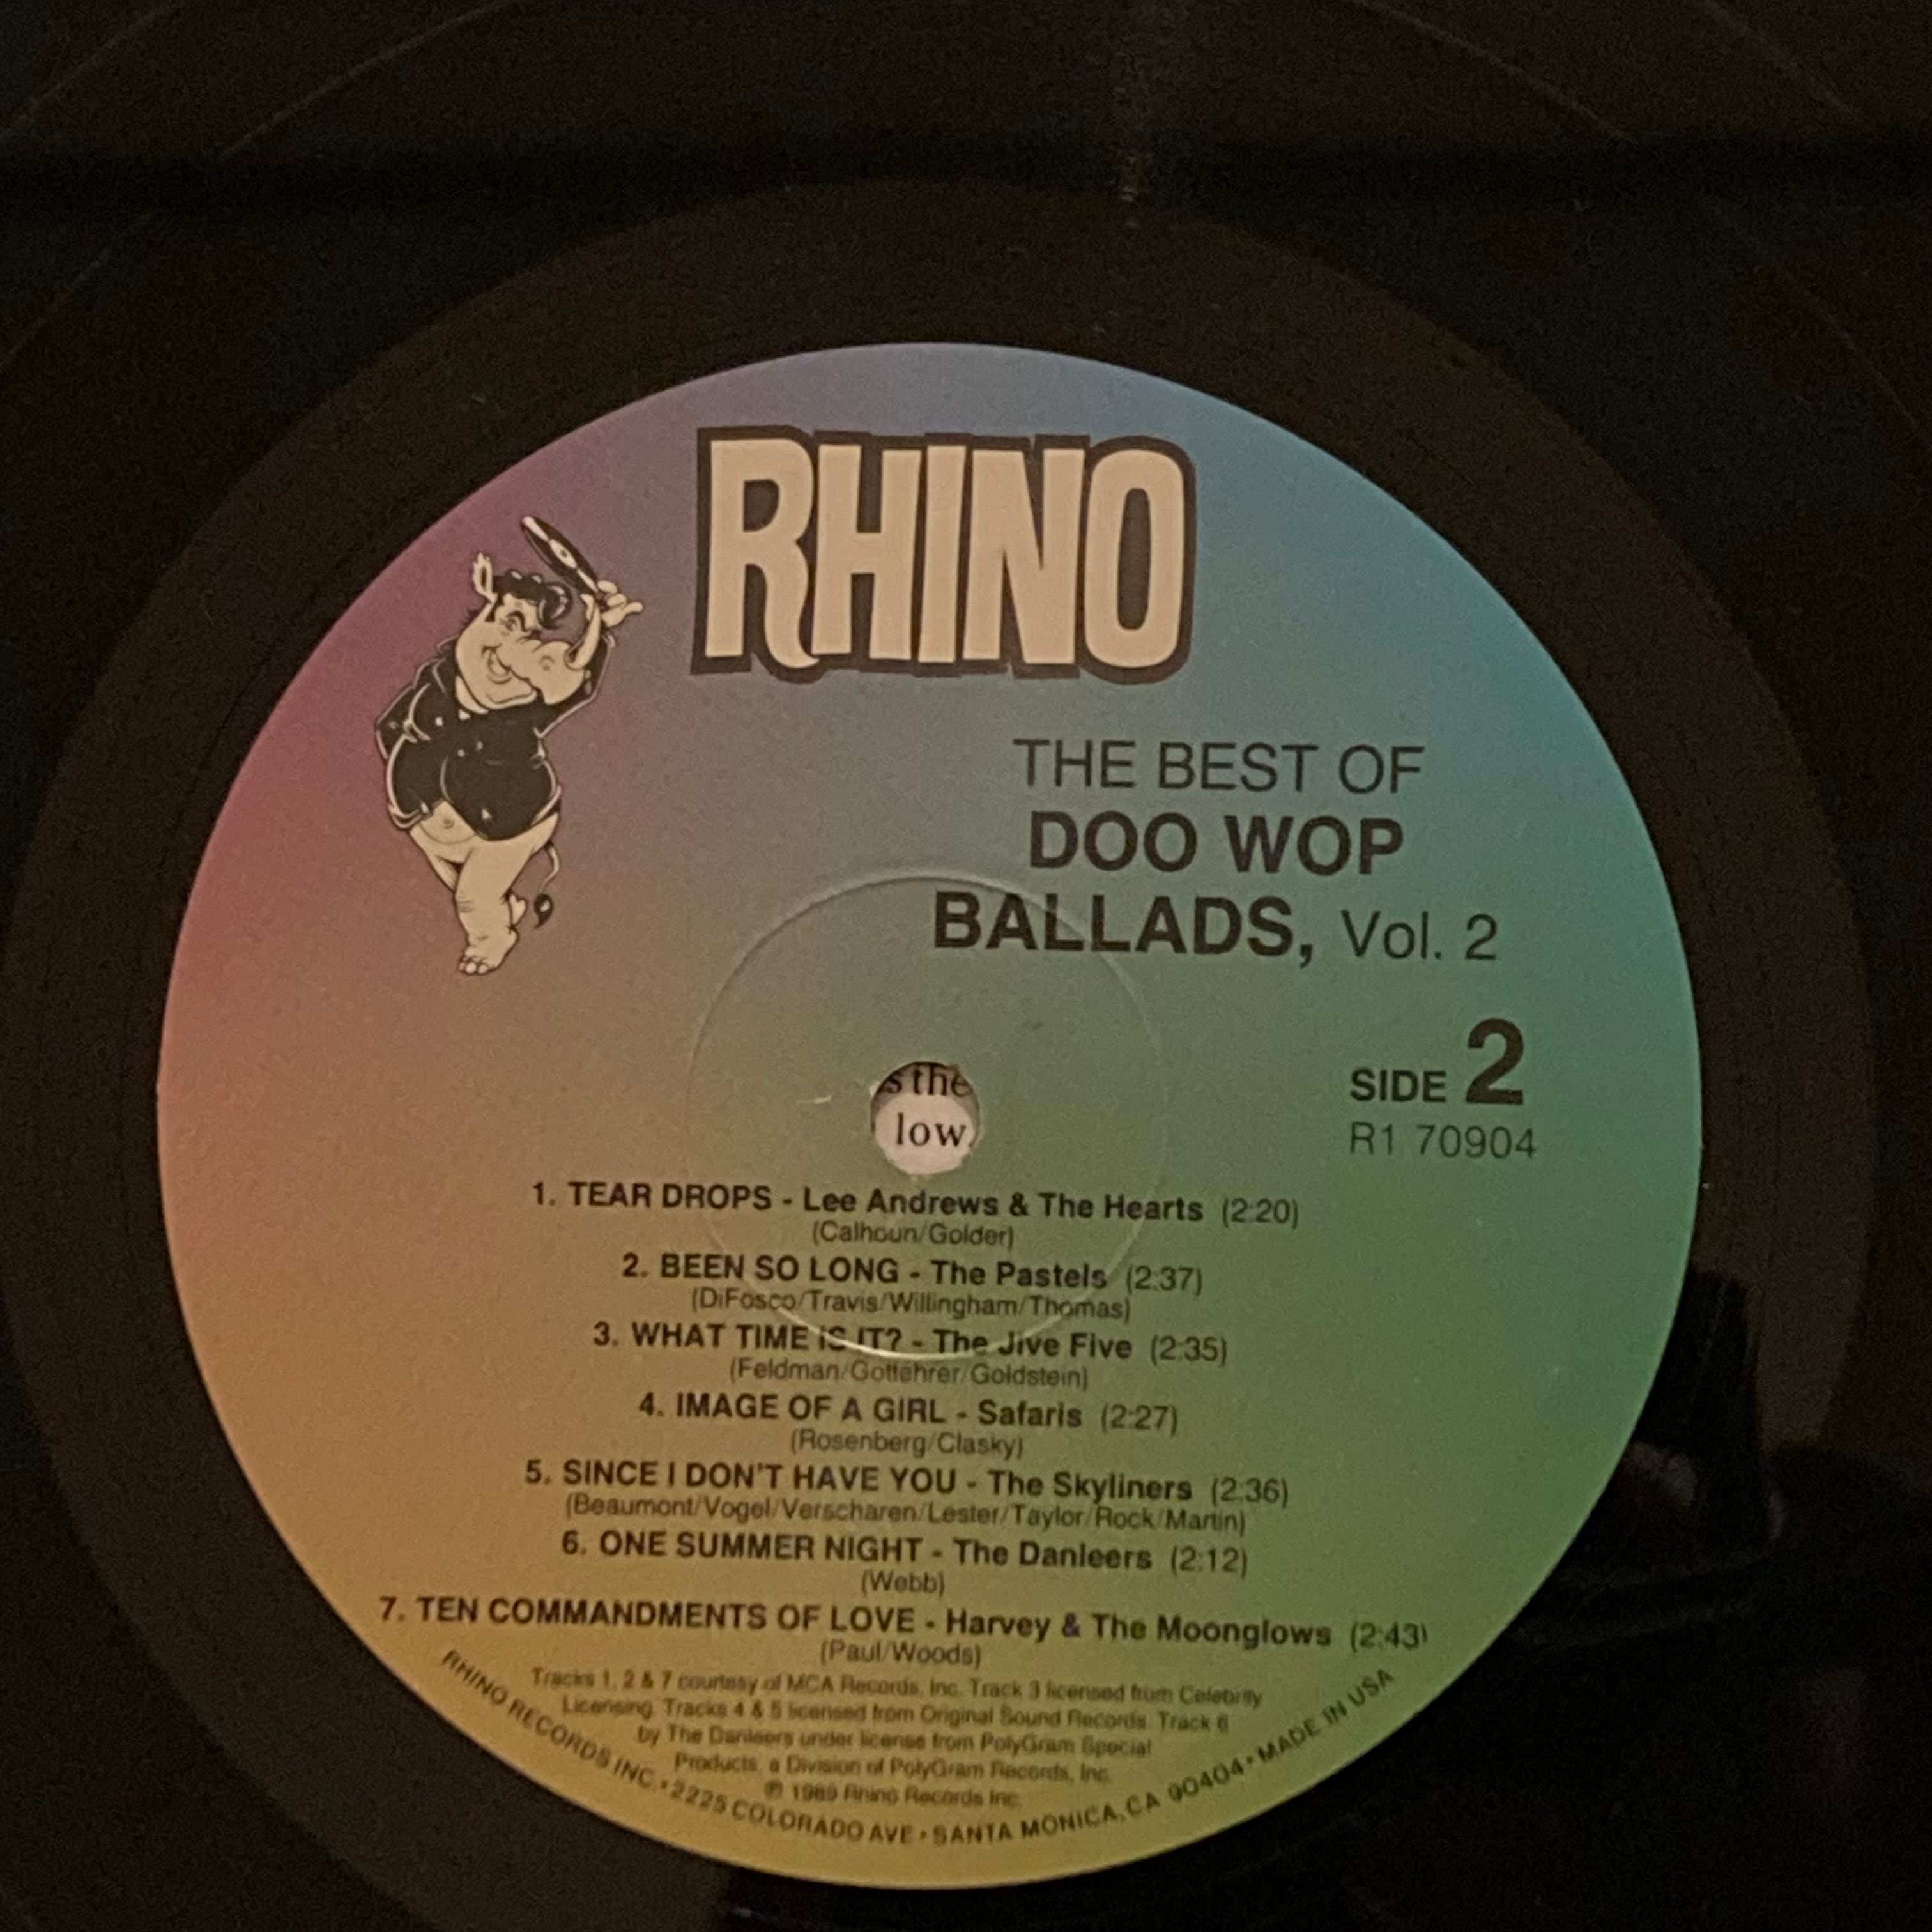 RHINO
THE BEST OF
DOO WOP
BALLADS, Vol. 2
SIDE 2
R1 70904
s the
low
1. TEAR DROPS - Lee Andrews & The Hearts (2:20)
(Calhoun/Golder)
2. BEEN SO LONG - The Pastels (2:37)
(DiFosco/Travis/Willingham/Thomas)
3. WHAT TIME IS IT? - The Jive Five (2:35)
(Feldman/Gottehrer/Goldstein)
4. IMAGE OF A GIRL - Safaris (2:27)
(Rosenberg/Clasky)
5. SINCE I DON'T HAVE YOU - The Skyliners (2:36)
(Beaumont/Vogel/Verscharen/Lester/Taylor/Rock/Martin)
6. ONE SUMMER NIGHT - The Danleers (2:12)
(Webb)
7. TEN COMMANDMENTS OF LOVE - Harvey & The Moonglows (2:43)
(Paul/Woods)
Tracks 1, 2 & 7 courtesy of MCA Records, Inc. Track 3 licensed from Celebrity
Licensing. Tracks 4 & 5 licensed from Original Sound Records. Track 6
by The Danleers under license from PolyGram Special
Products, a Division of PolyGram Records, Inc.
℗ 1989 Rhino Records Inc.
RHINO RECORDS INC. • 2225 COLORADO AVE • SANTA MONICA, CA 90404 • MADE IN USA